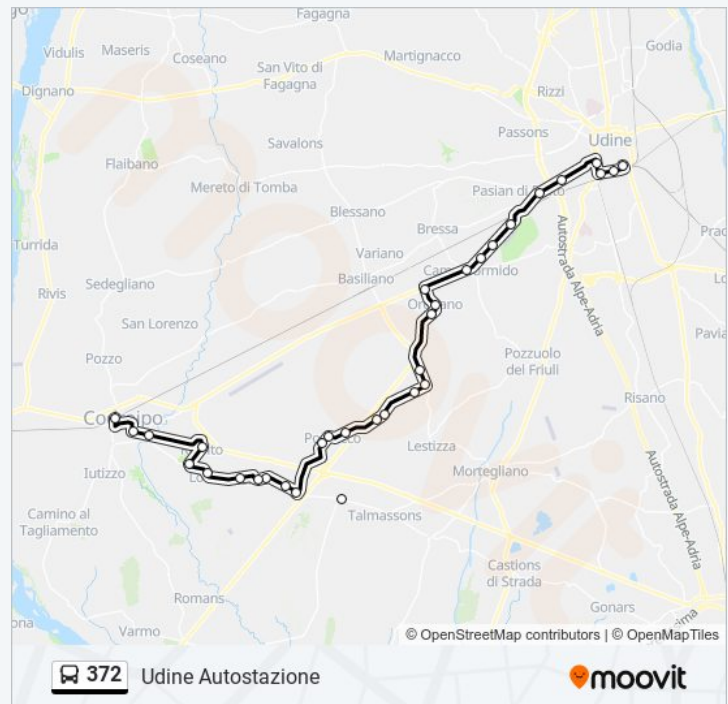 Fagagna
Godia
Vidulis
Maseris
Coseano
Martignacco
San Vito di
Fagagna
Dignano
Rizzi
Passons
Udine
Savalons
Flaibano
Mereto di Tomba
Pasian di
Blessano
Bressa
Turrida
Variano
Sedegliano
Basiliano
Rivis
San Lorenzo
Autostrada Alpe-Adria
Pavia
Pozzo
Pozzuolo
del Friuli
Risano
Lestizza
Iutizzo
Mortegliano
Autostrada Alpe-Adria
Camino al
Tagliamento
Talmassons
Castions
di Strada
Romans
Gonars
Varmo
© OpenStreetMap contributors | © OpenMapTiles
372 Udine Autostazione
moovit